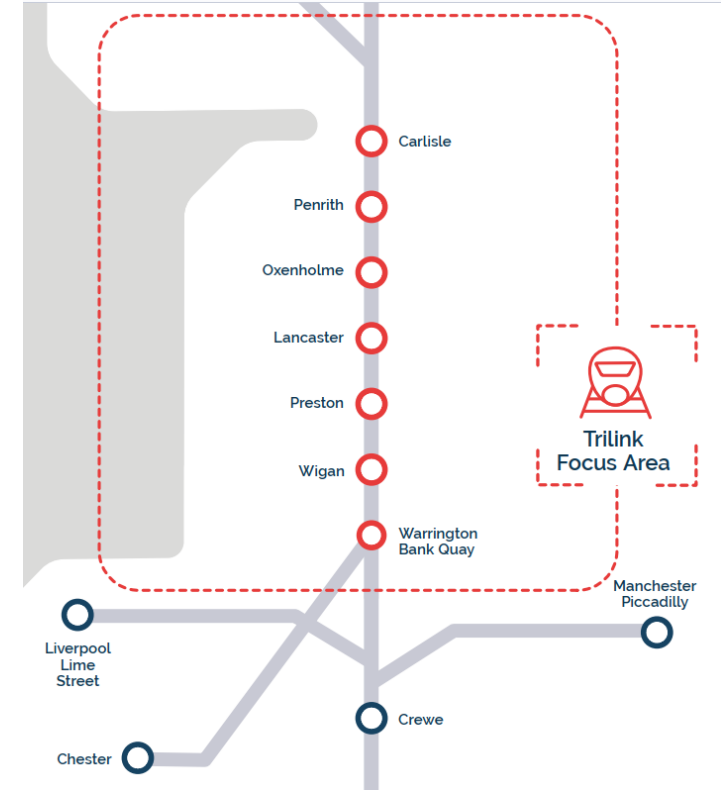 Carlisle
Penrith
Oxenholme
Lancaster
Preston
Trilink
Focus Area
Wigan
Warrington
Bank Quay
Manchester
Piccadilly
Liverpool
Lime
Street
Crewe
Chester